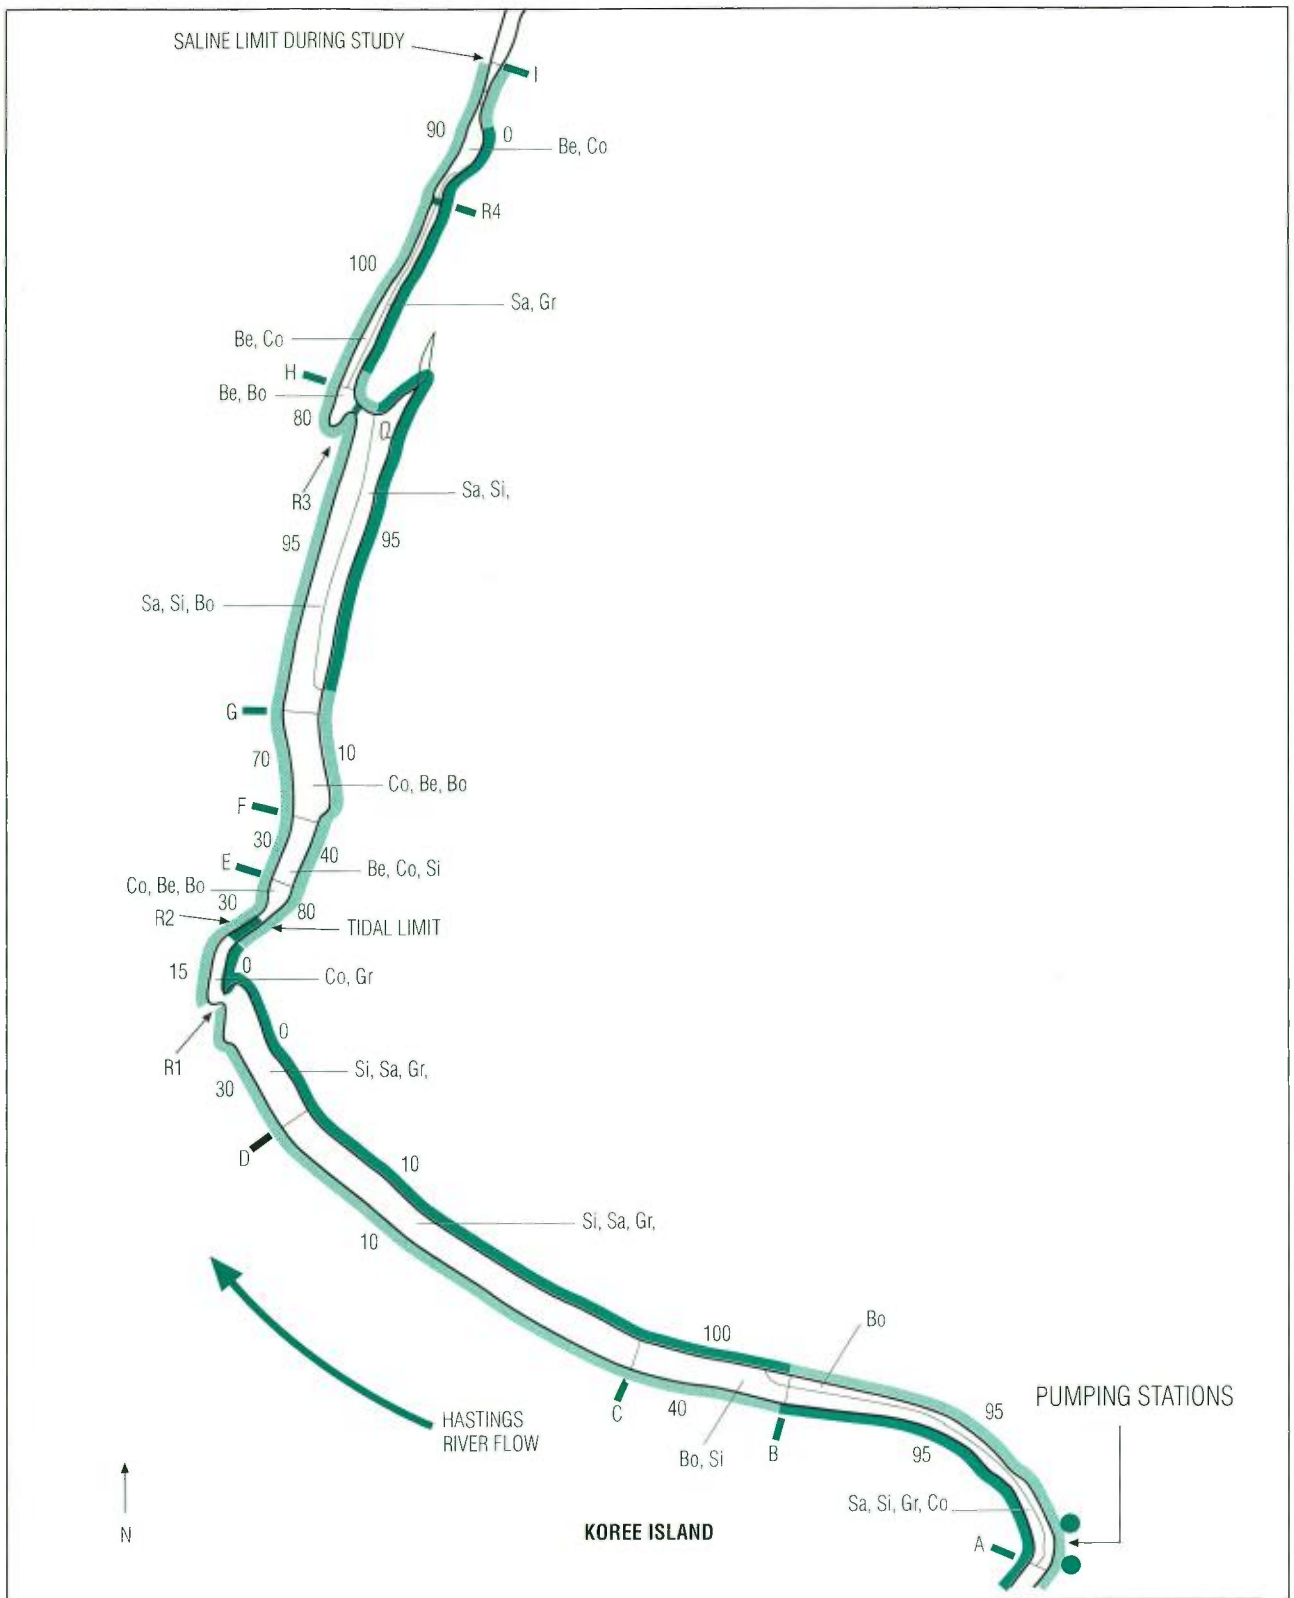 SALINE LIMIT DURING STUDY
I
90
0
Be, Co
R4
100
Sa, Gr
Be, Co
H
Be, Bo
80
R3
Sa, Si,
95
95
Sa, Si, Bo
G
70
10
Co, Be, Bo
F
30
40
E
Be, Co, Si
Co, Be, Bo
30
80
R2
TIDAL LIMIT
15
0
Co, Gr
0
R1
Si, Sa, Gr,
30
D
10
Si, Sa, Gr,
10
Bo
100
PUMPING STATIONS
C
40
95
HASTINGS
RIVER FLOW
B
95
Bo, Si
Sa, Si, Gr, Co
N
KOREE ISLAND
A